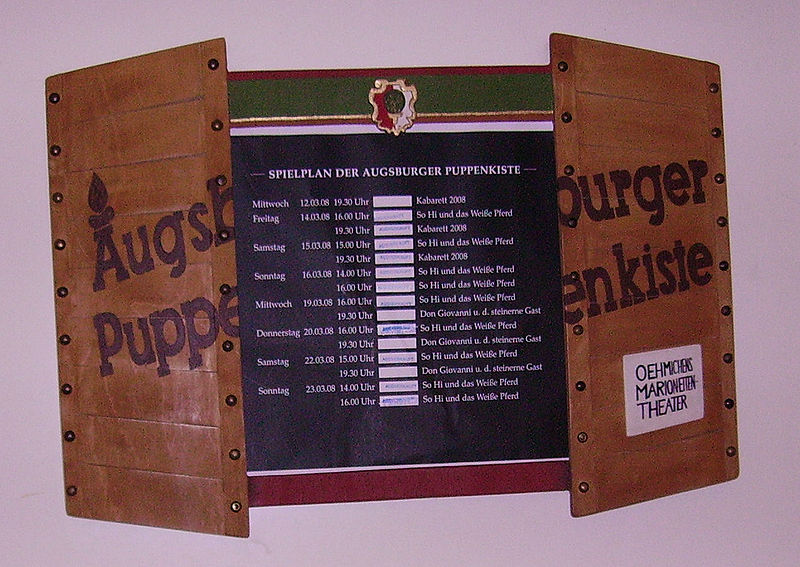 Augsb
Puppe
SPIELPLAN DER AUGSBURGER PUPPENKISTE
Mittwoch 12.03.08 19.30 Uhr Kabarett 2008
Freitag 14.03.08 16.00 Uhr So Hi und das Weiße Pferd
19.30 Uhr Kabarett 2008
Samstag 15.03.08 15.00 Uhr So Hi und das Weiße Pferd
19.30 Uhr Kabarett 2008
Sonntag 16.03.08 14.00 Uhr So Hi und das Weiße Pferd
16.00 Uhr So Hi und das Weiße Pferd
Mittwoch 19.03.08 16.00 Uhr So Hi und das Weiße Pferd
19.30 Uhr Don Giovanni u. d. steinerne Gast
Donnerstag 20.03.08 16.00 Uhr So Hi und das Weiße Pferd
19.30 Uhr Don Giovanni u. d. steinerne Gast
Samstag 22.03.08 15.00 Uhr So Hi und das Weiße Pferd
19.30 Uhr Don Giovanni u. d. steinerne Gast
Sonntag 23.03.08 14.00 Uhr So Hi und das Weiße Pferd
16.00 Uhr So Hi und das Weiße Pferd
burger
enkiste
OEHMICHENS
MARIONETTEN-
THEATER